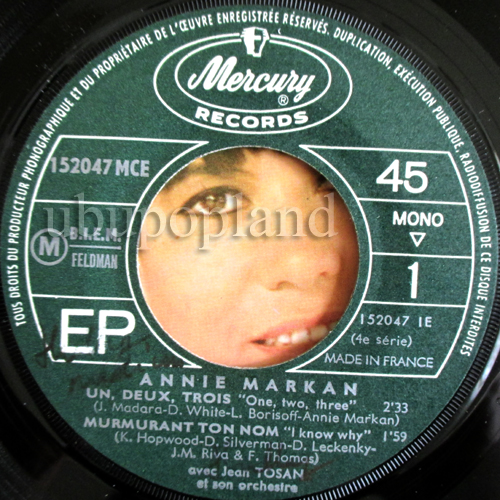 TOUS DROITS DU PRODUCTEUR PHONOGRAPHIQUE ET DU PROPRIÉTAIRE DE L'ŒUVRE ENREGISTRÉE RÉSERVÉS. DUPLICATION, EXÉCUTION PUBLIQUE, RADIODIFFUSION DE CE DISQUE INTERDITES
Mercury ®
RECORDS
152047 MCE
45
ubupopland
M B.I.E.M.
FELDMAN
MONO
1
EP
152047 1E
(4e série)
MADE IN FRANCE
ANNIE MARKAN
UN, DEUX, TROIS "One, two, three" 2'33
(J. Madara-D. White-L. Borisoff-Annie Markan)
MURMURANT TON NOM "I know why" 1'59
(K. Hopwood-D. Silverman-D. Leckenky-
J.M. Riva & F. Thomas)
avec Jean TOSAN
et son orchestre